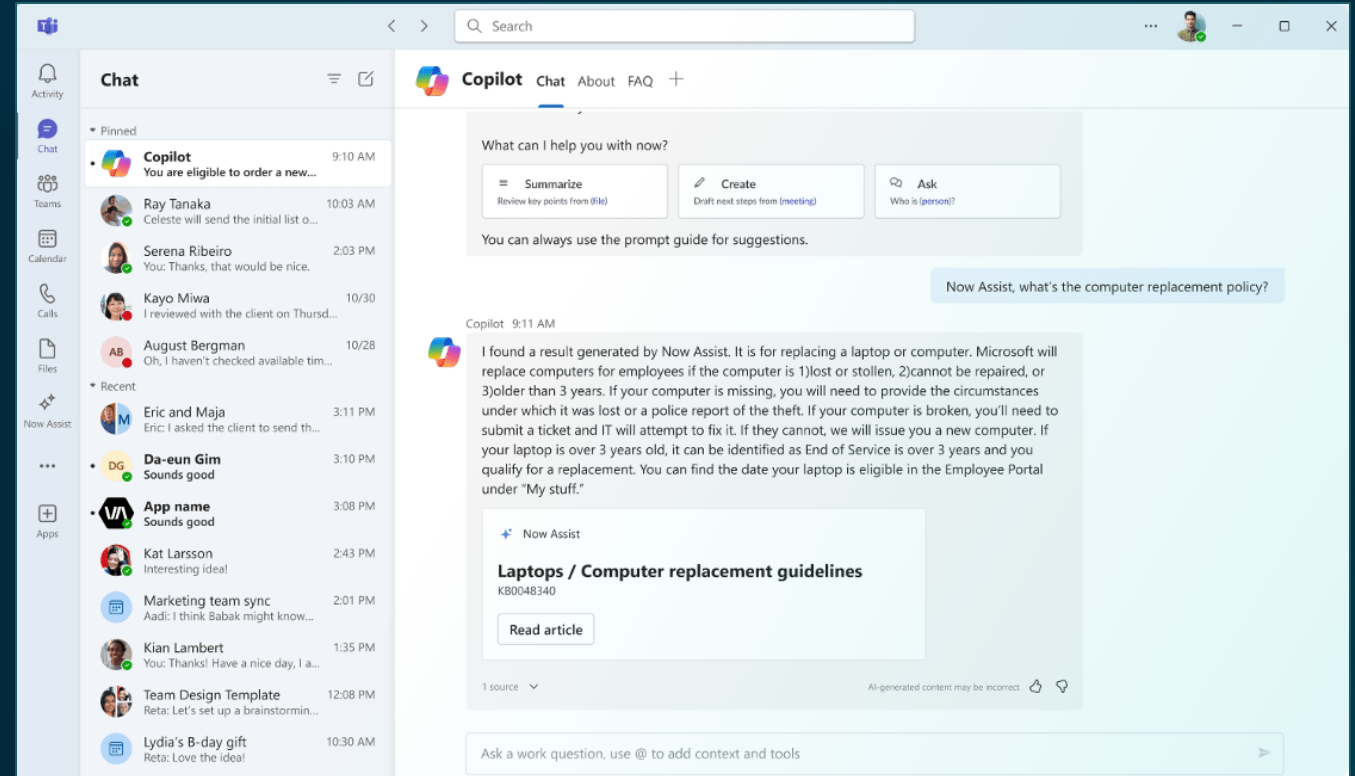 Search
...
Activity
Chat
Teams
Calendar
Calls
Files
Now Assist
...
Apps
Chat
Pinned
Copilot 9:10 AM
You are eligible to order a new...
Ray Tanaka 10:03 AM
Celeste will send the initial list o...
Serena Ribeiro 2:03 PM
You: Thanks, that would be nice.
Kayo Miwa 10/30
I reviewed with the client on Thursd...
AB
August Bergman 10/28
Oh, I haven't checked available tim...
Recent
M
Eric and Maja 3:11 PM
Eric: I asked the client to send th...
DG
Da-eun Gim 3:10 PM
Sounds good
App name 3:08 PM
Sounds good
Kat Larsson 2:43 PM
Interesting idea!
Marketing team sync 2:01 PM
Aadi: I think Babak might know...
Kian Lambert 1:35 PM
You: Thanks! Have a nice day, I a...
Team Design Template 12:08 PM
Reta: Let's set up a brainstormin...
Lydia's B-day gift 10:30 AM
Reta: Love the idea!
Copilot Chat About FAQ
What can I help you with now?
Summarize
Review key points from (file)
Create
Draft next steps from (meeting)
Ask
Who is (person)?
You can always use the prompt guide for suggestions.
Now Assist, what's the computer replacement policy?
Copilot 9:11 AM
I found a result generated by Now Assist. It is for replacing a laptop or computer. Microsoft will
replace computers for employees if the computer is 1)lost or stollen, 2)cannot be repaired, or
3)older than 3 years. If your computer is missing, you will need to provide the circumstances
under which it was lost or a police report of the theft. If your computer is broken, you'll need to
submit a ticket and IT will attempt to fix it. If they cannot, we will issue you a new computer. If
your laptop is over 3 years old, it can be identified as End of Service is over 3 years and you
qualify for a replacement. You can find the date your laptop is eligible in the Employee Portal
under "My stuff."
Now Assist
Laptops / Computer replacement guidelines
KB0048340
Read article
1 source
AI-generated content may be incorrect
Ask a work question, use @ to add context and tools